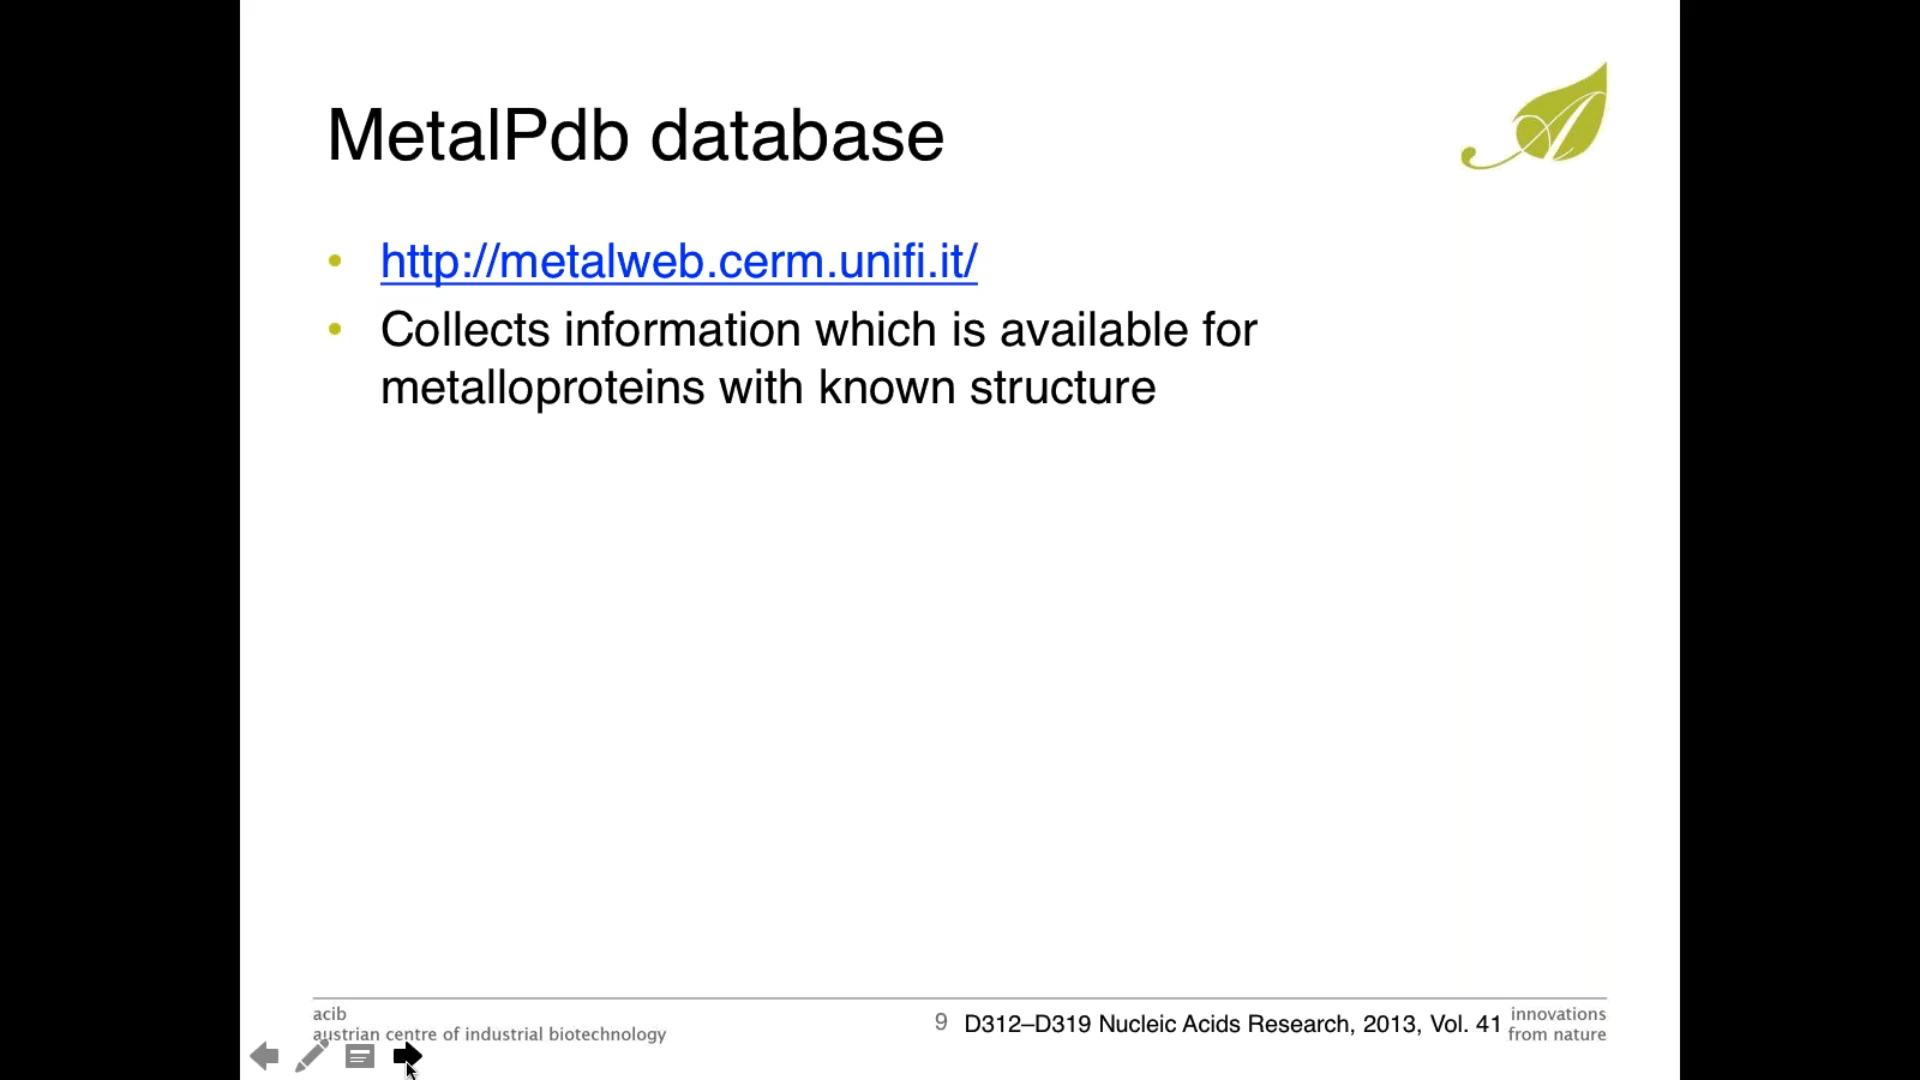 MetalPdb database
• http://metalweb.cerm.unifi.it/
• Collects information which is available for
metalloproteins with known structure
acib
austrian centre of industrial biotechnology
9
D312–D319 Nucleic Acids Research, 2013, Vol. 41
innovations
from nature